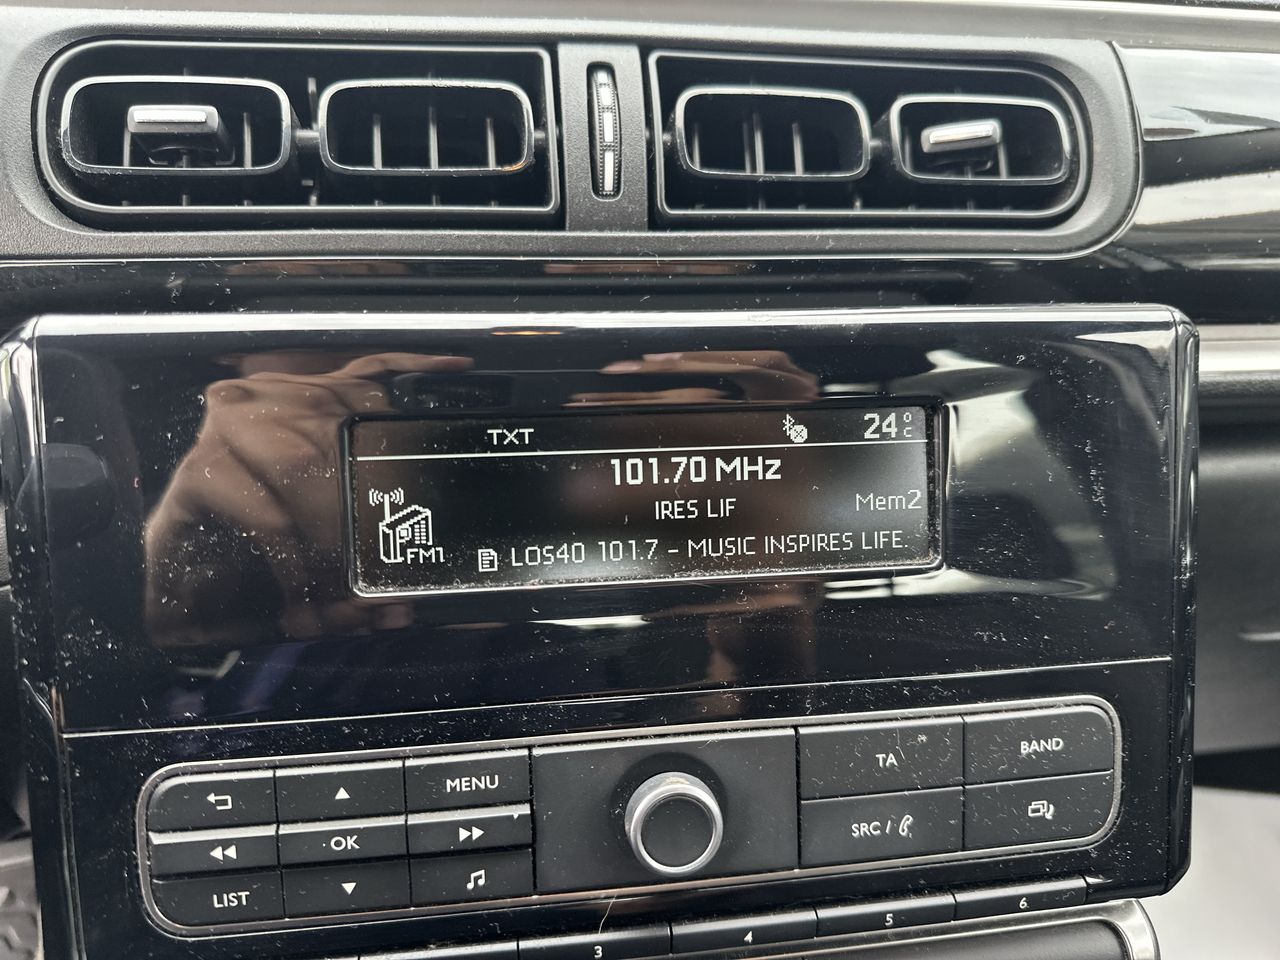 TXT 24°C
101.70 MHz
IRES LIF Mem2
FM1 LOS40 101.7 - MUSIC INSPIRES LIFE.
MENU TA BAND
OK SRC /
LIST
3 4 5 6